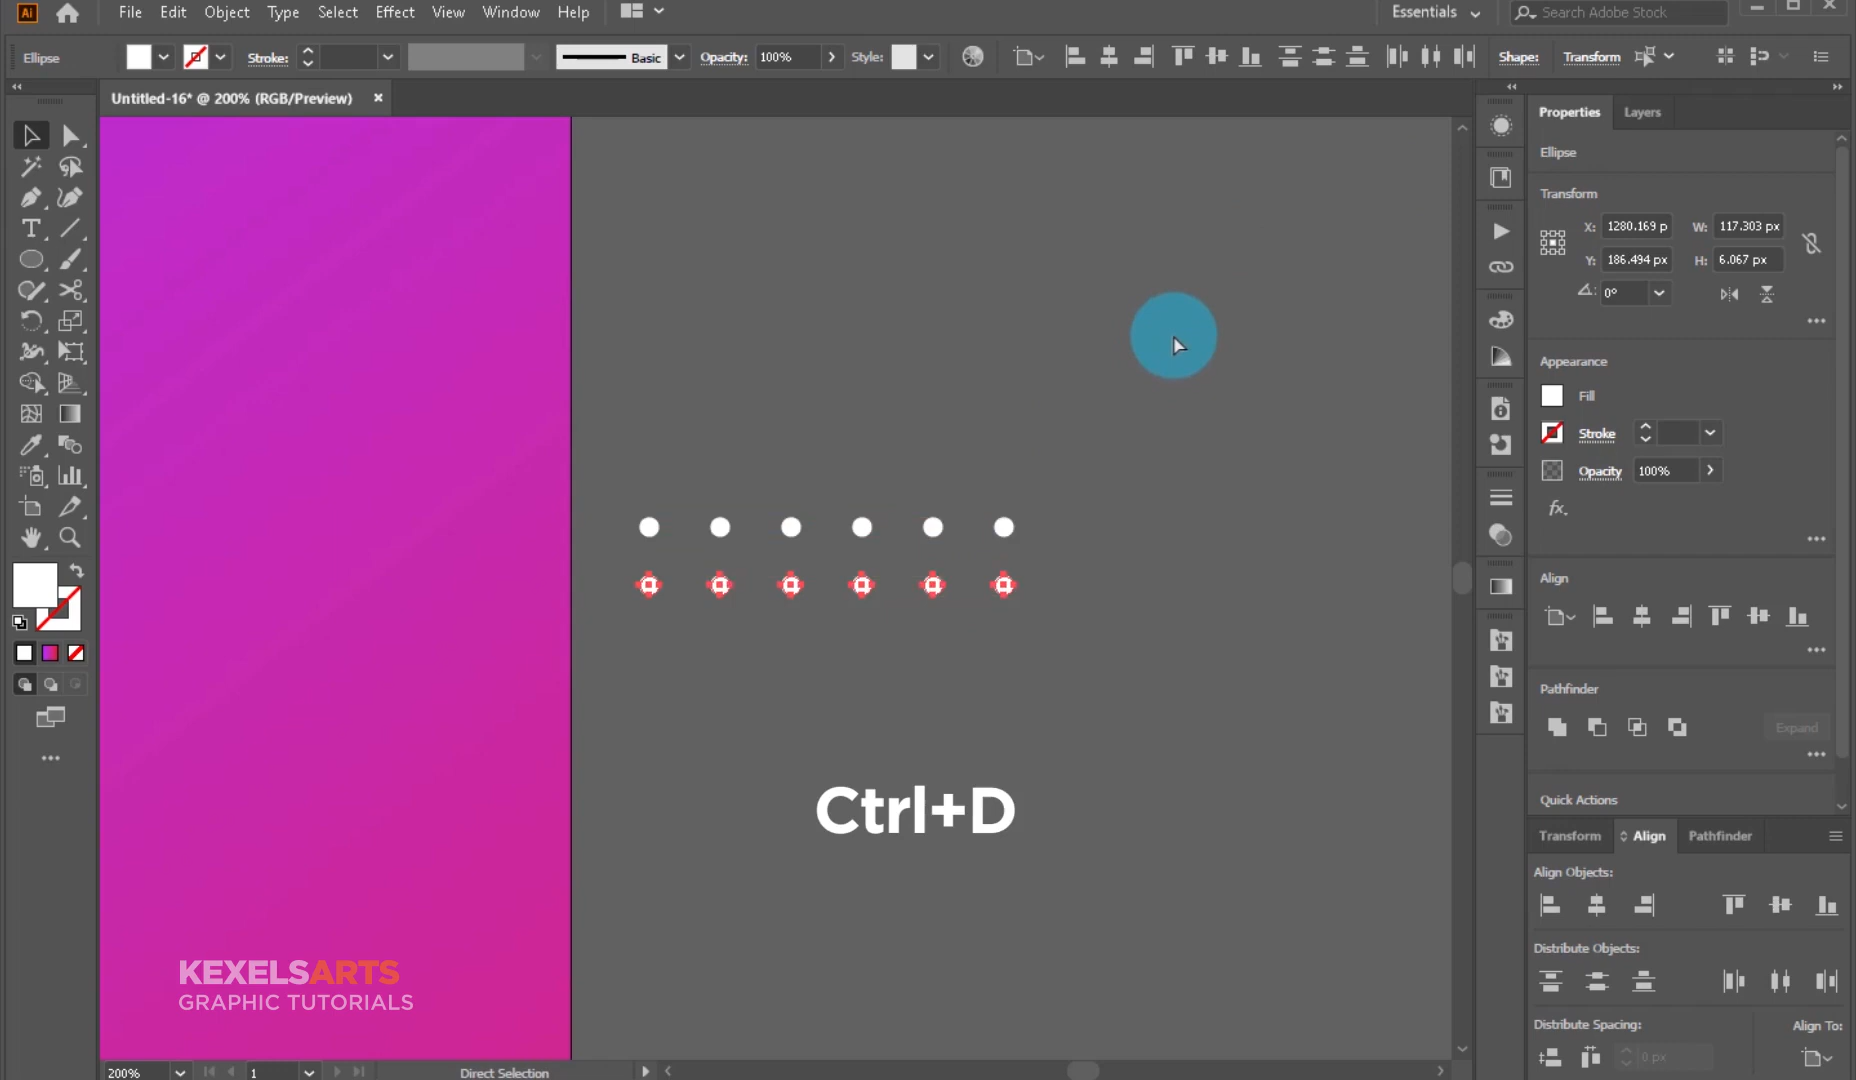 Ai File Edit Object Type Select Effect View Window Help Essentials Search Adobe Stock
Ellipse Stroke: Basic Opacity: 100% Style: Shape: Transform
Untitled-16* @ 200% (RGB/Preview) ×
Properties Layers
Ellipse
Transform
X: 1280.169 p W: 117.303 px
Y: 186.494 px H: 6.067 px
0°
Appearance
Fill
Stroke
Opacity 100%
fx.
Align
Pathfinder
Expand
Quick Actions
Transform Align Pathfinder
Align Objects:
Distribute Objects:
Distribute Spacing: Align To:
0 px
Ctrl+D
KEXELSARTS
GRAPHIC TUTORIALS
200% 1 Direct Selection